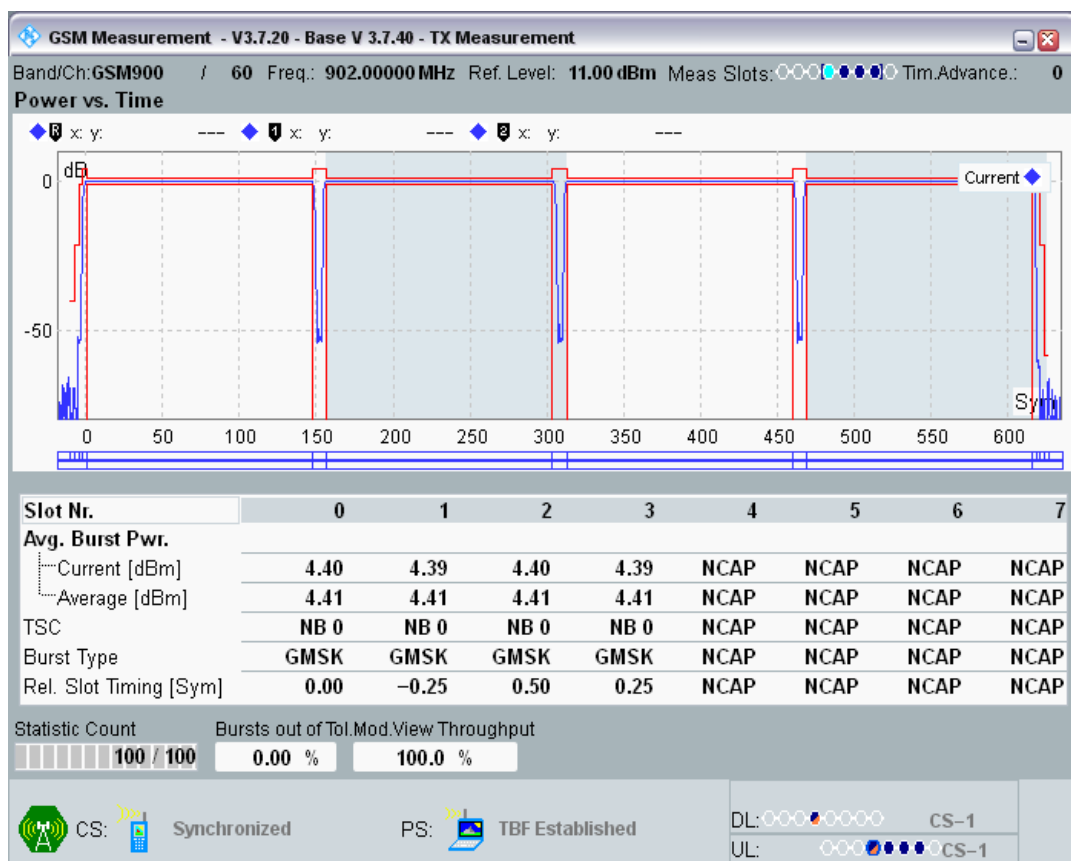 GSM Measurement - V3.7.20 - Base V 3.7.40 - TX Measurement
Band/Ch:GSM900 / 60 Freq.: 902.00000 MHz Ref. Level: 11.00 dBm Meas Slots: Tim.Advance.: 0
Power vs. Time
R x: y: --- 1 x: y: --- 2 x: y: ---
dB
Current
0
-50
Sym
0 50 100 150 200 250 300 350 400 450 500 550 600
Slot Nr. 0 1 2 3 4 5 6 7
Avg. Burst Pwr.
Current [dBm] 4.40 4.39 4.40 4.39 NCAP NCAP NCAP NCAP
Average [dBm] 4.41 4.41 4.41 4.41 NCAP NCAP NCAP NCAP
TSC NB 0 NB 0 NB 0 NB 0 NCAP NCAP NCAP NCAP
Burst Type GMSK GMSK GMSK GMSK NCAP NCAP NCAP NCAP
Rel. Slot Timing [Sym] 0.00 −0.25 0.50 0.25 NCAP NCAP NCAP NCAP
Statistic Count Bursts out of Tol.Mod.View Throughput
100 / 100 0.00 % 100.0 %
CS: Synchronized PS: TBF Established
DL: CS−1
UL: CS−1